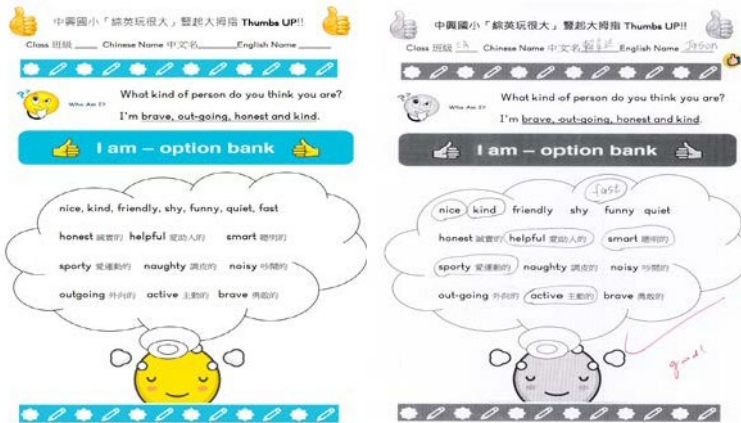 中興國小「綜英玩很大」豎起大拇指 Thumbs UP!!
Class 班級 ____ Chinese Name 中文名______ English Name _____
What kind of person do you think you are?
Who Am I?
I'm brave, out-going, honest and kind.
I am – option bank
nice, kind, friendly, shy, funny, quiet, fast
honest 誠實的 helpful 愛助人的 smart 聰明的
sporty 愛運動的 naughty 調皮的 noisy 吵鬧的
outgoing 外向的 active 主動的 brave 勇敢的
中興國小「綜英玩很大」豎起大拇指 Thumbs UP!!
Class 班級 Chinese Name 中文名 English Name Jason
What kind of person do you think you are?
Who Am I?
I'm brave, out-going, honest and kind.
I am – option bank
fast
nice kind friendly shy funny quiet
honest 誠實的 helpful 愛助人的 smart 聰明的
sporty 愛運動的 naughty 調皮的 noisy 吵鬧的
out-going 外向的 active 主動的 brave 勇敢的
good!